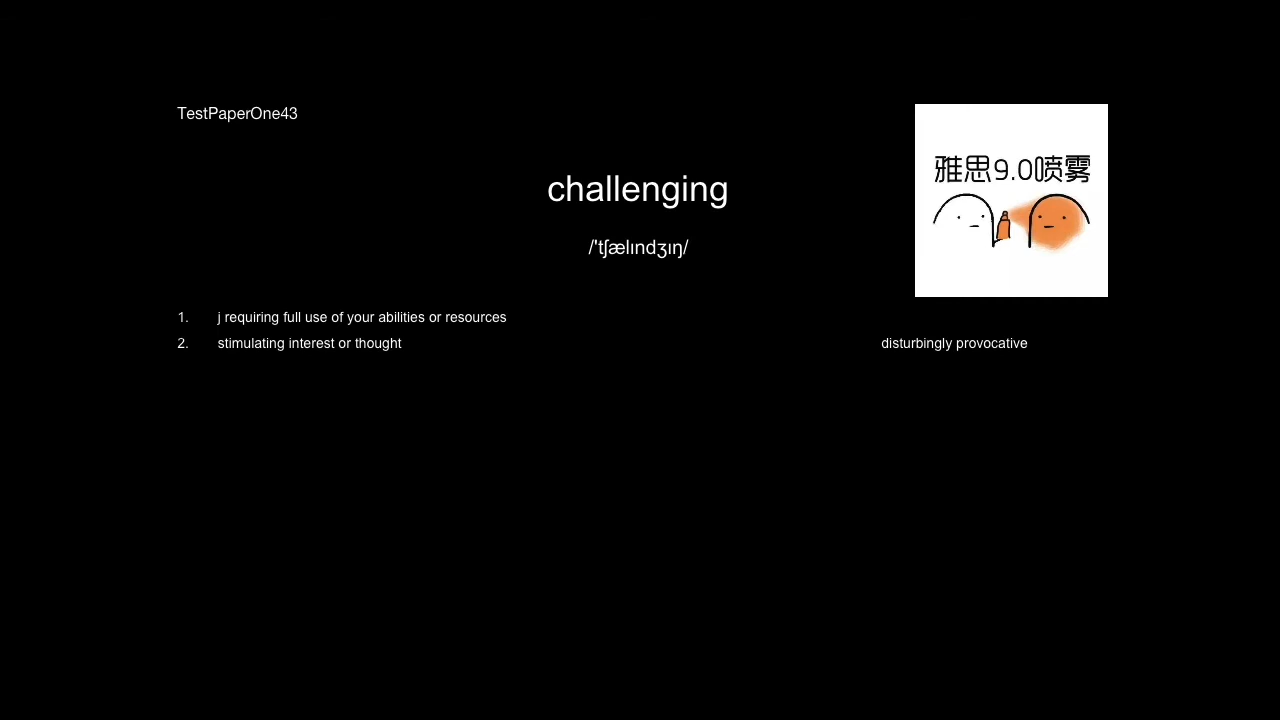 TestPaperOne43
雅思9.0喷雾
challenging
/'tʃælɪndʒɪŋ/
1. j requiring full use of your abilities or resources
2. stimulating interest or thought disturbingly provocative